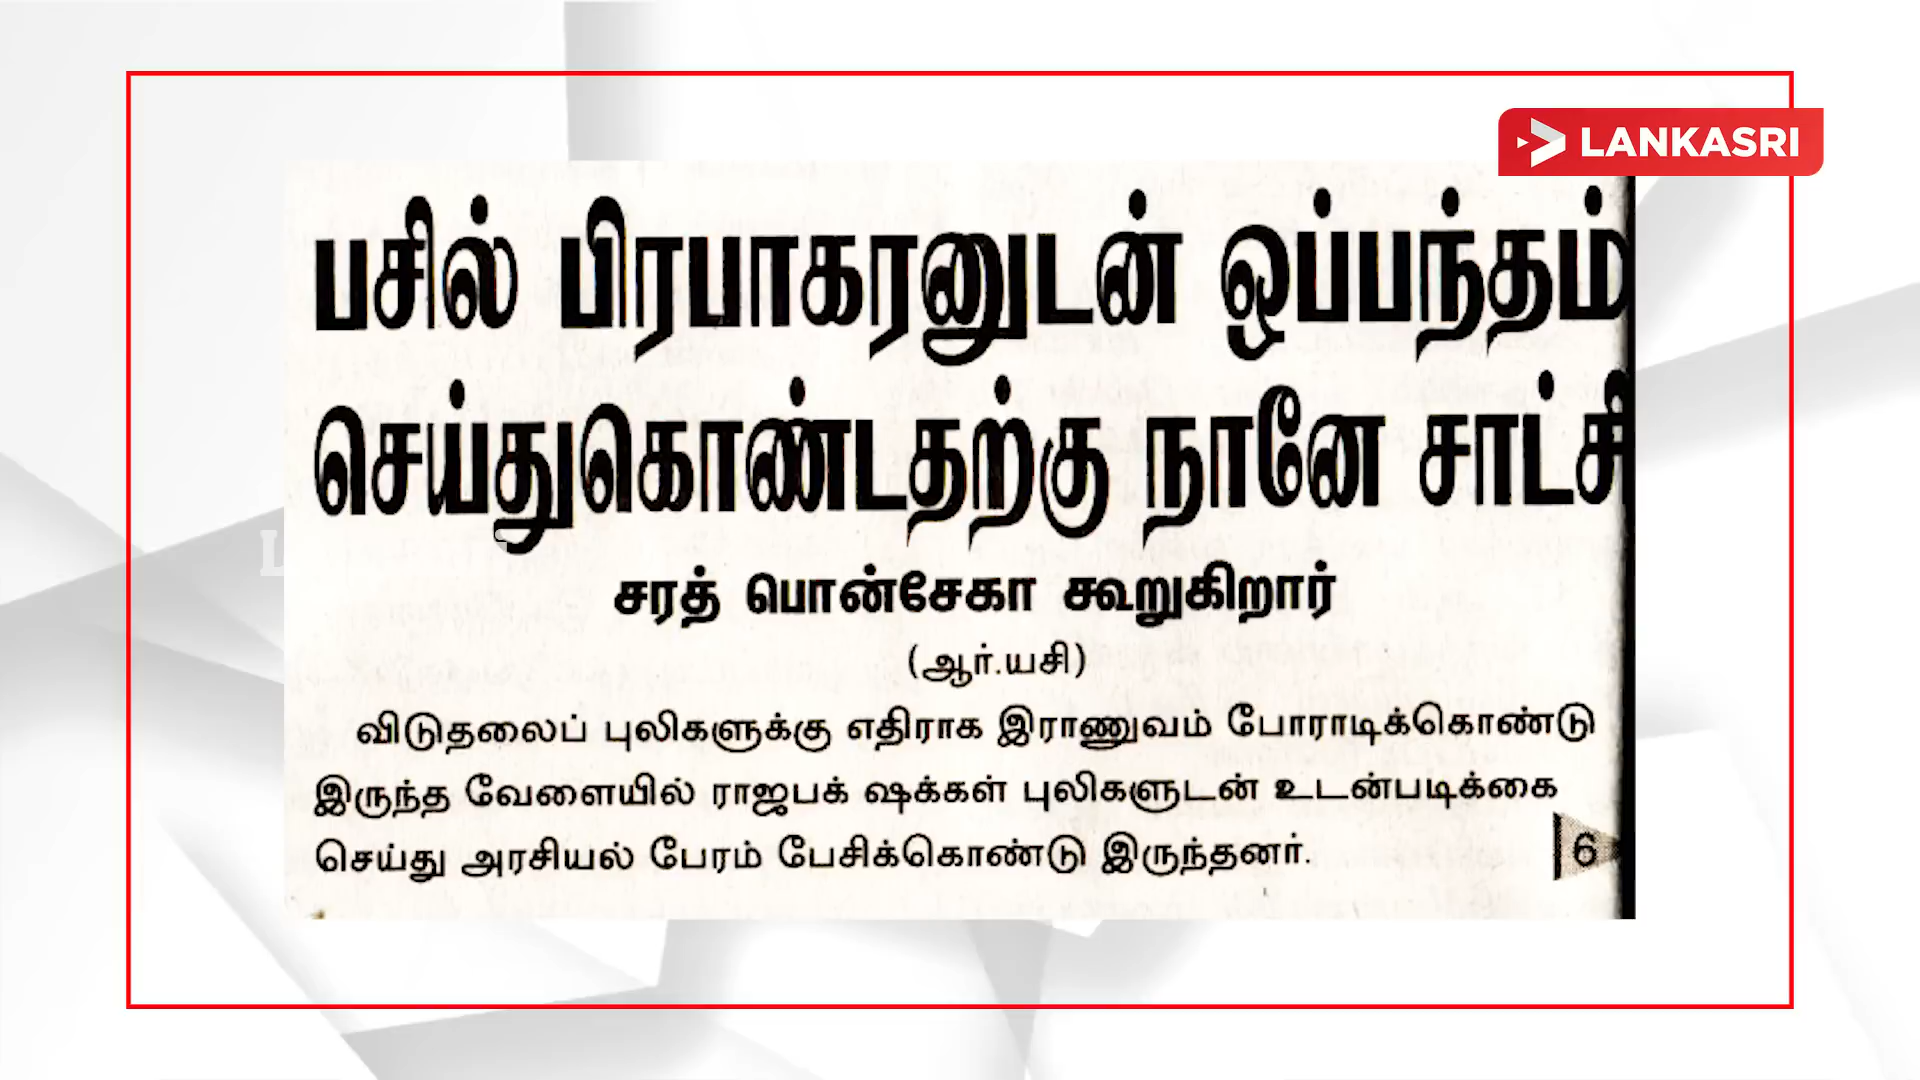 LANKASRI
பசில் பிரபாகரனுடன் ஒப்பந்தம்
செய்துகொண்டதற்கு நானே சாட்சி
சரத் பொன்சேகா கூறுகிறார்
(ஆர்.யசி)
விடுதலைப் புலிகளுக்கு எதிராக இராணுவம் போராடிக்கொண்டு
இருந்த வேளையில் ராஜபக் ஷக்கள் புலிகளுடன் உடன்படிக்கை
செய்து அரசியல் பேரம் பேசிக்கொண்டு இருந்தனர்.
6